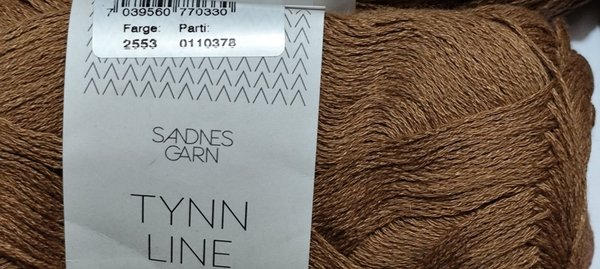 7 039560 770330
Farge: Parti:
2553 0110378
SANDNES
GARN
TYNN
LINE